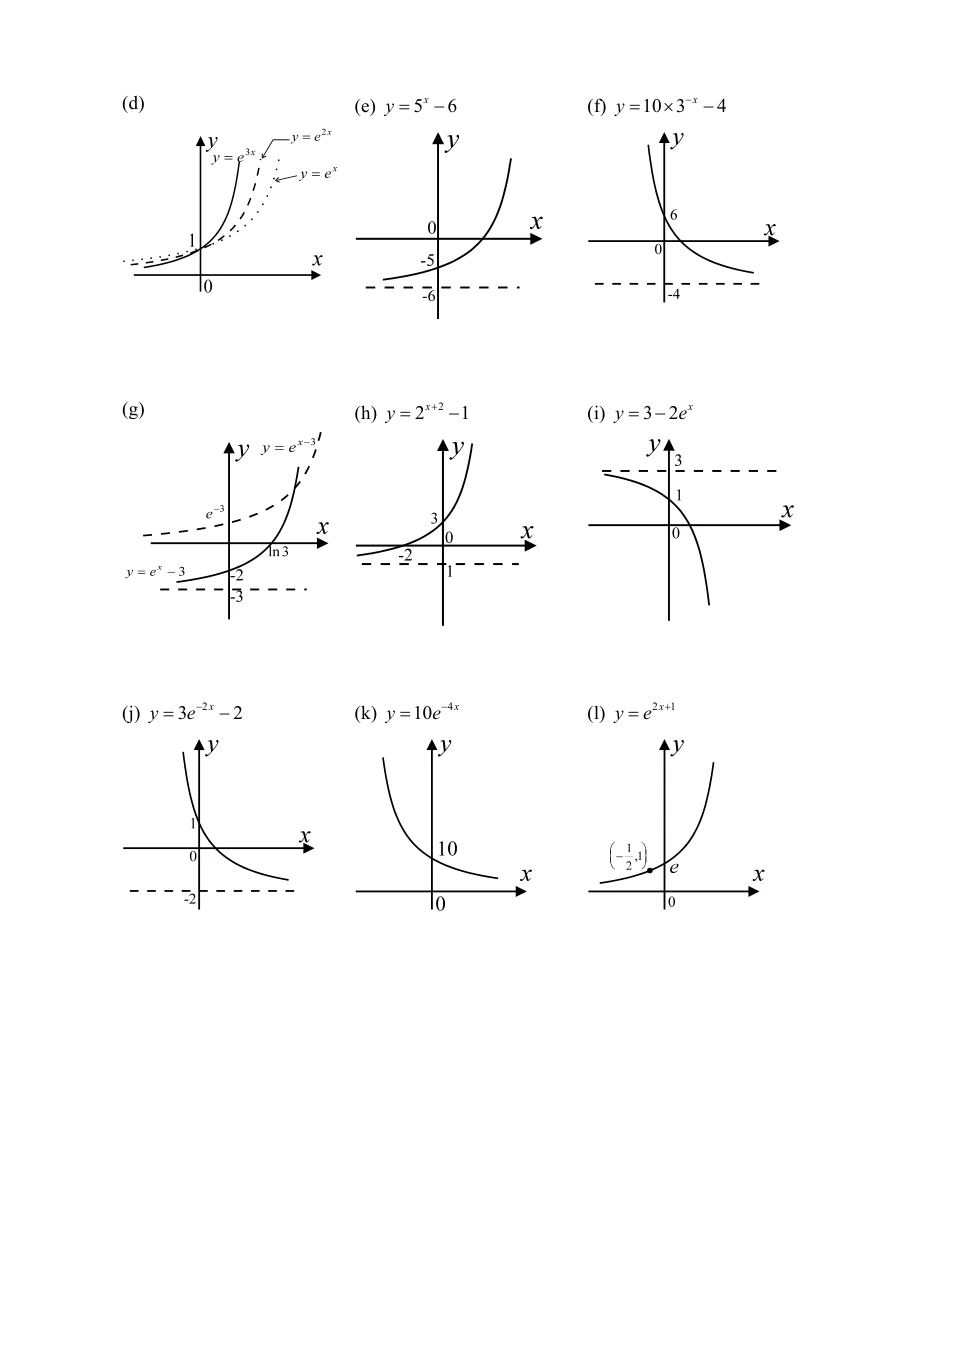 (d)
(e) y = 5^x − 6
(f) y = 10 × 3^{−x} − 4
y
y = e^{2x}
y = e^{3x}
y = e^x
1
x
0
y
x
0
-5
-6
y
6
x
0
-4
(g)
(h) y = 2^{x+2} − 1
(i) y = 3 − 2e^x
y
y = e^{x−3}
e^{−3}
x
ln 3
y = e^x − 3
-2
-3
y
3
0
x
-2
1
y
3
1
x
0
(j) y = 3e^{−2x} − 2
(k) y = 10e^{−4x}
(l) y = e^{2x+1}
y
1
x
0
-2
y
10
x
0
y
(−1/2, 1)
e
x
0